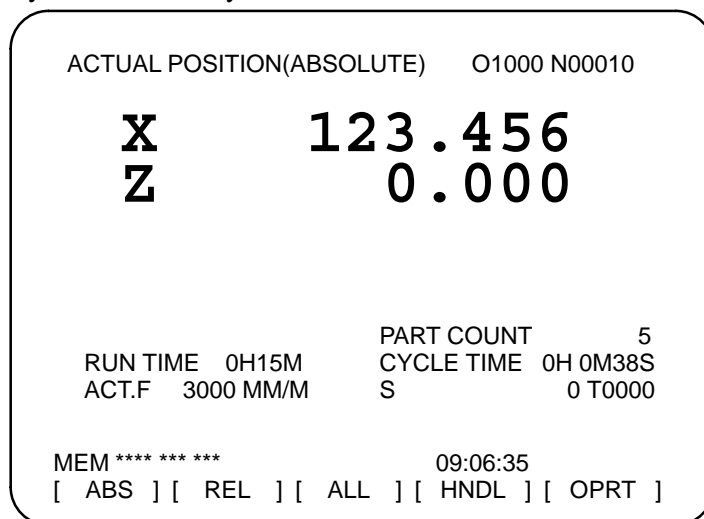 ACTUAL POSITION(ABSOLUTE) O1000 N00010
X 123.456
Z 0.000
PART COUNT 5
RUN TIME 0H15M CYCLE TIME 0H 0M38S
ACT.F 3000 MM/M S 0 T0000
MEM **** *** *** 09:06:35
[ ABS ] [ REL ] [ ALL ] [ HNDL ] [ OPRT ]